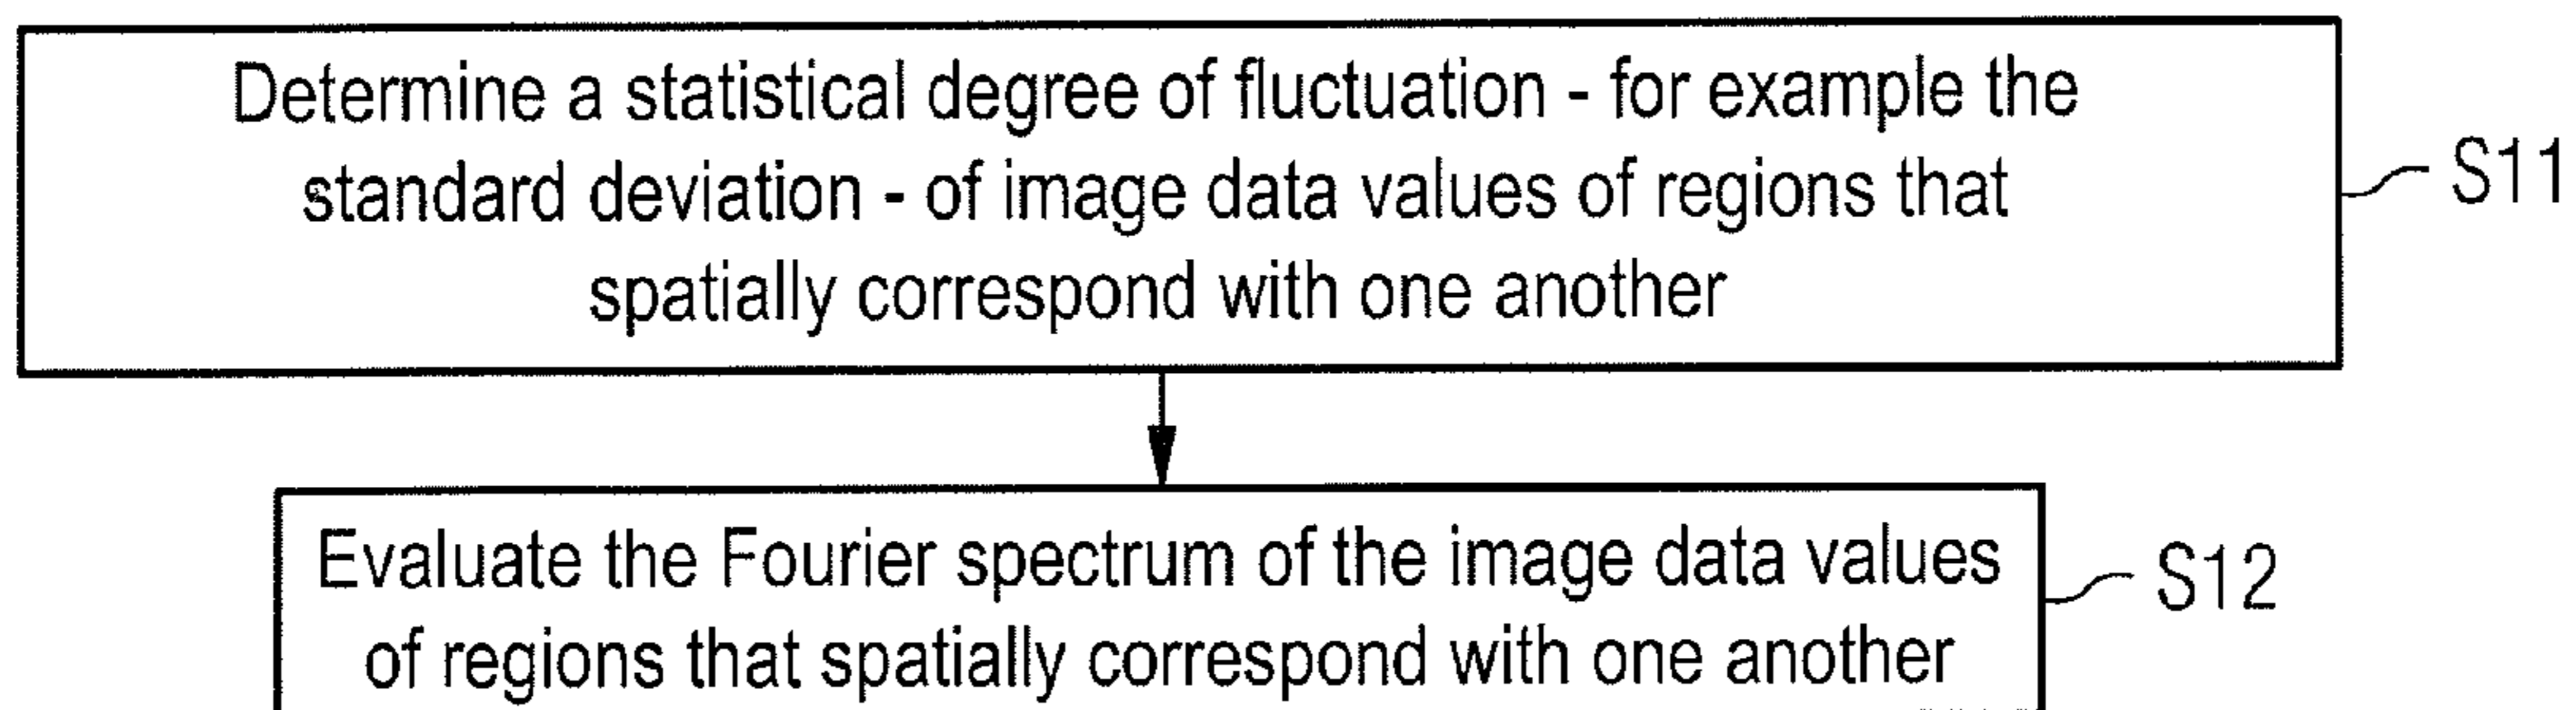 Determine a statistical degree of fluctuation - for example the
standard deviation - of image data values of regions that
spatially correspond with one another
S11
Evaluate the Fourier spectrum of the image data values
of regions that spatially correspond with one another
S12